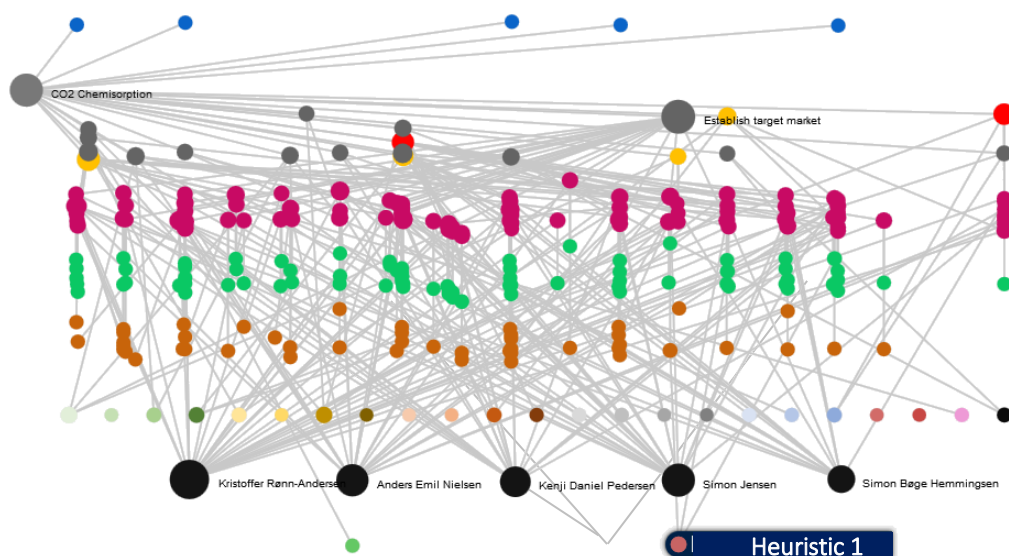 CO2 Chemisorption
Establish target market
Kristoffer Rønn-Andersen
Anders Emil Nielsen
Kenji Daniel Pedersen
Simon Jensen
Simon Bøge Hemmingsen
Heuristic 1